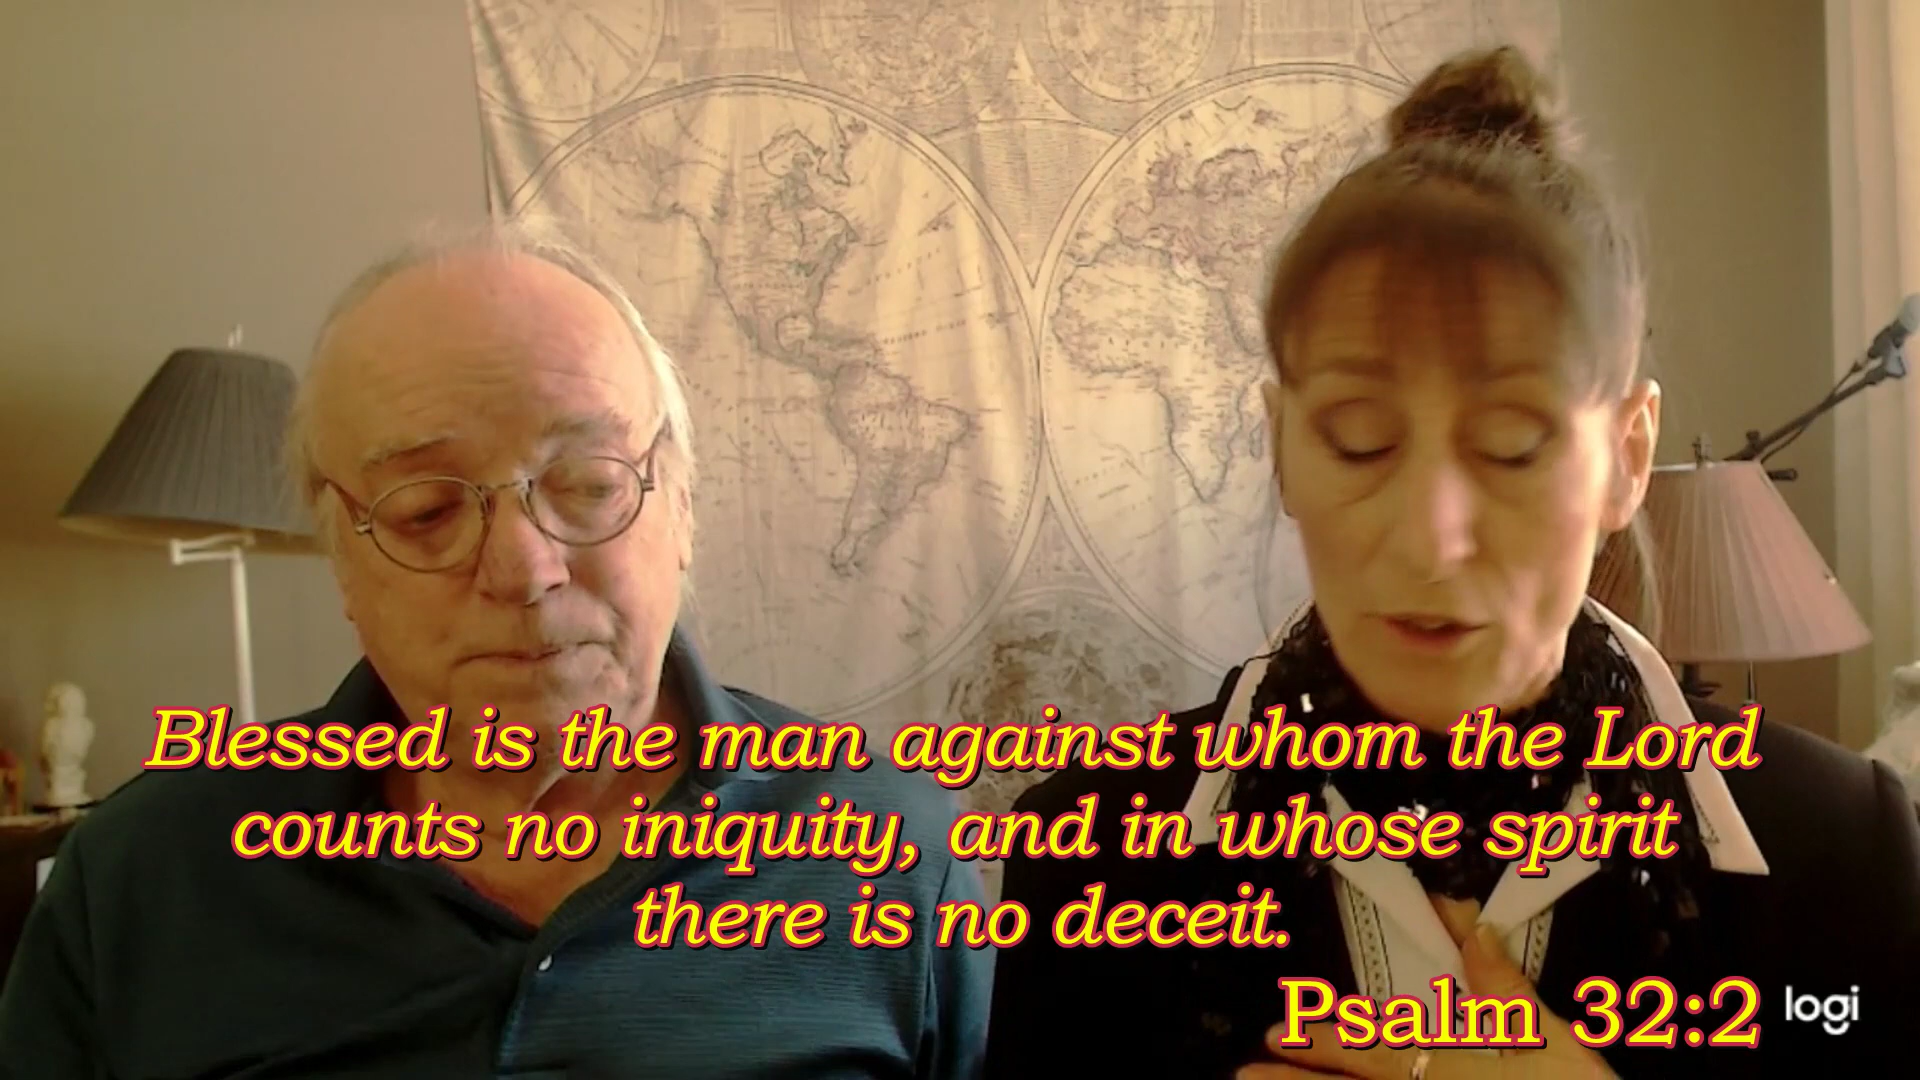 Blessed is the man against whom the Lord
counts no iniquity, and in whose spirit
there is no deceit.
Psalm 32:2
logi